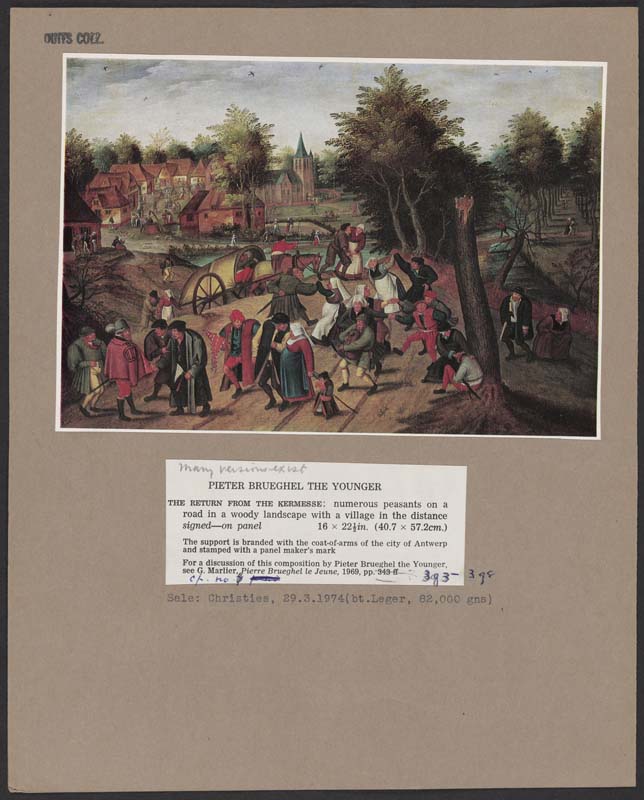 OUTFS COLL.
Many versions exist
PIETER BRUEGHEL THE YOUNGER
THE RETURN FROM THE KERMESSE: numerous peasants on a
road in a woody landscape with a village in the distance
signed—on panel 16 × 22½in. (40.7 × 57.2cm.)
The support is branded with the coat-of-arms of the city of Antwerp
and stamped with a panel maker's mark
For a discussion of this composition by Pieter Brueghel the Younger,
see G. Marlier, Pierre Brueghel le Jeune, 1969, pp. 343 ff
cf. no 393- 398
Sale: Christies, 29.3.1974(bt.Leger, 82,000 gns)